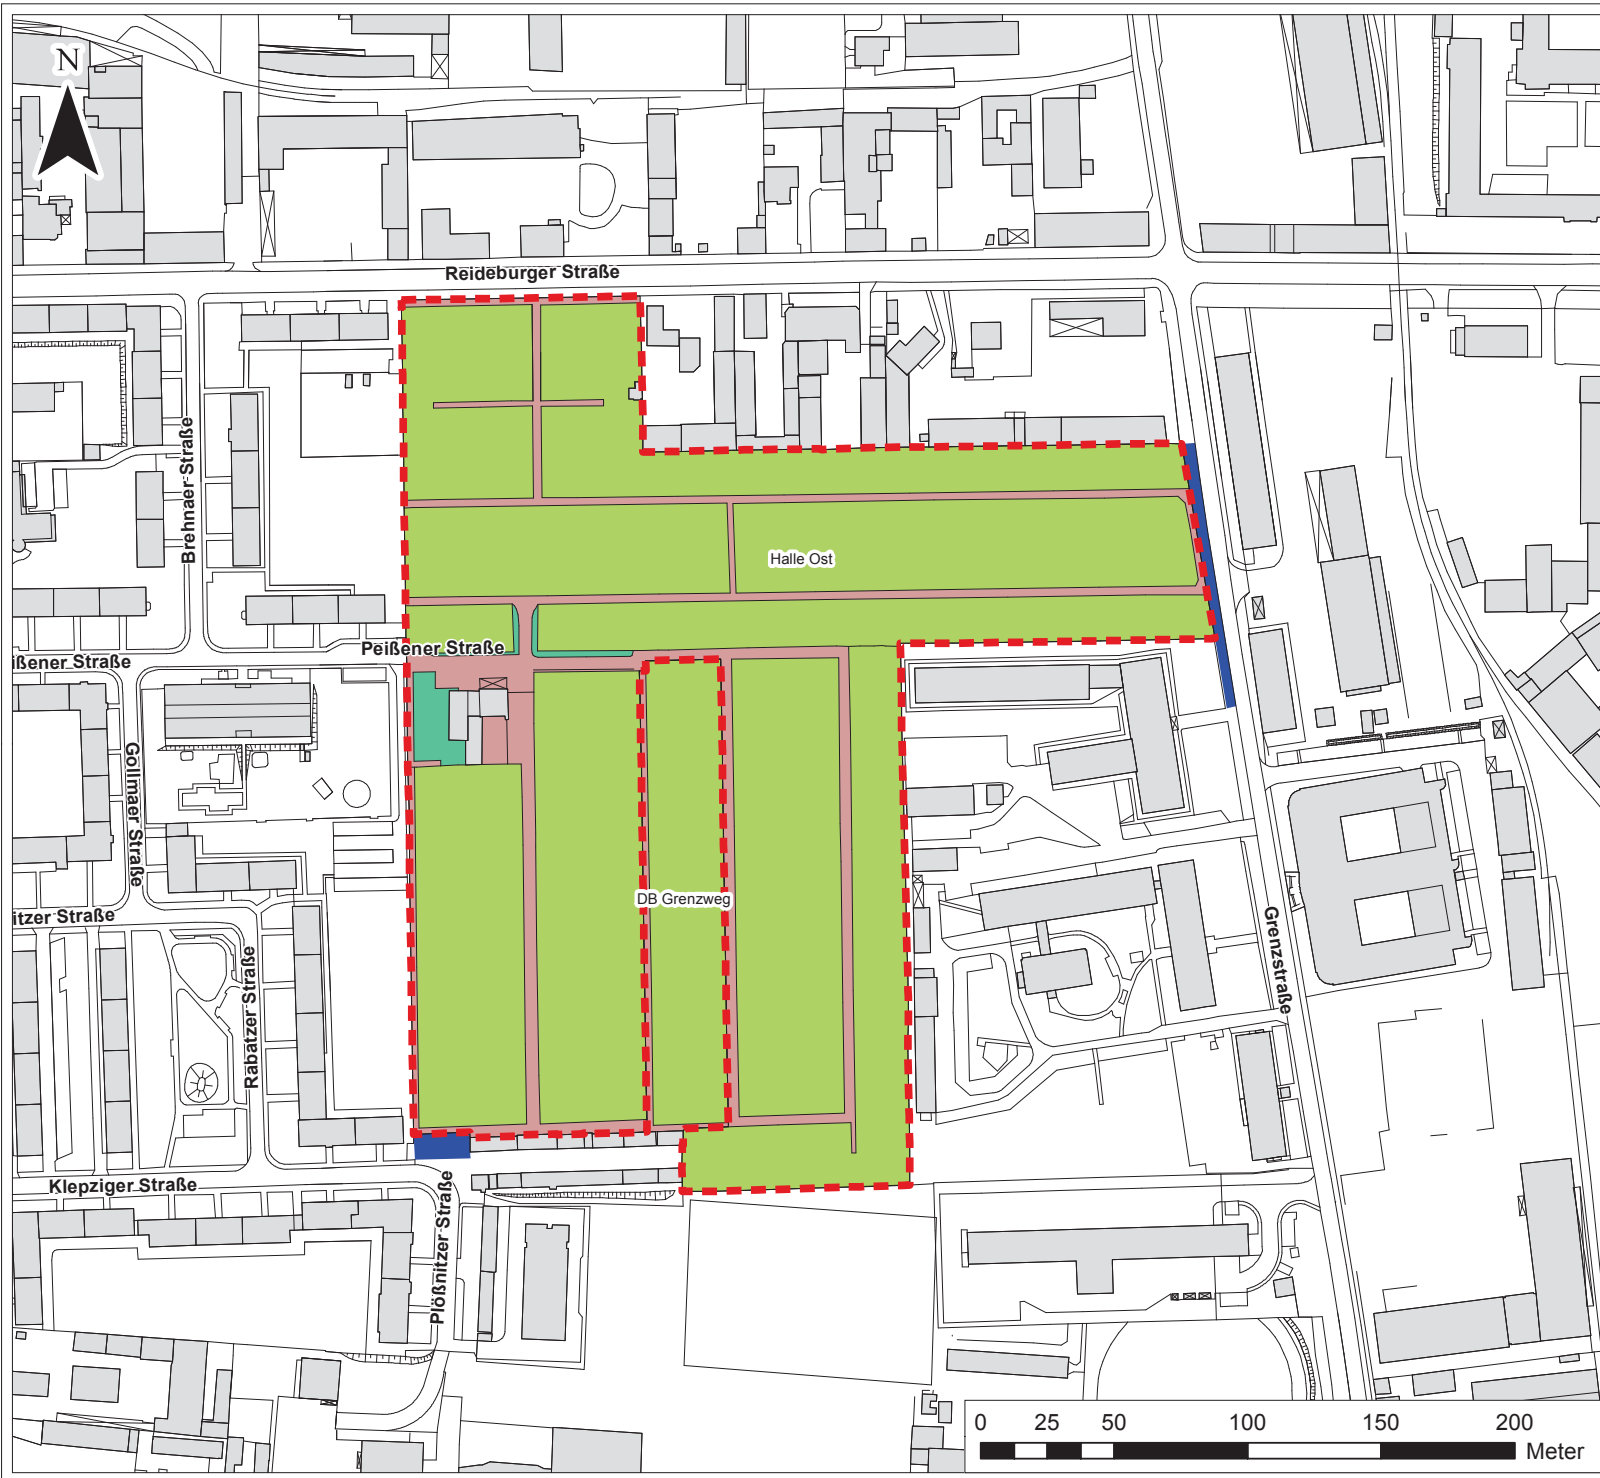 N
Reideburger Straße
Brehnaer-Straße
Halle Ost
Peißener Straße
ißener Straße
Gollmaer Straße
DB Grenzweg
itzer Straße
Grenzstraße
Rabatzer Straße
Klepziger Straße
Plößnitzer Straße
0 25 50 100 150 200
Meter